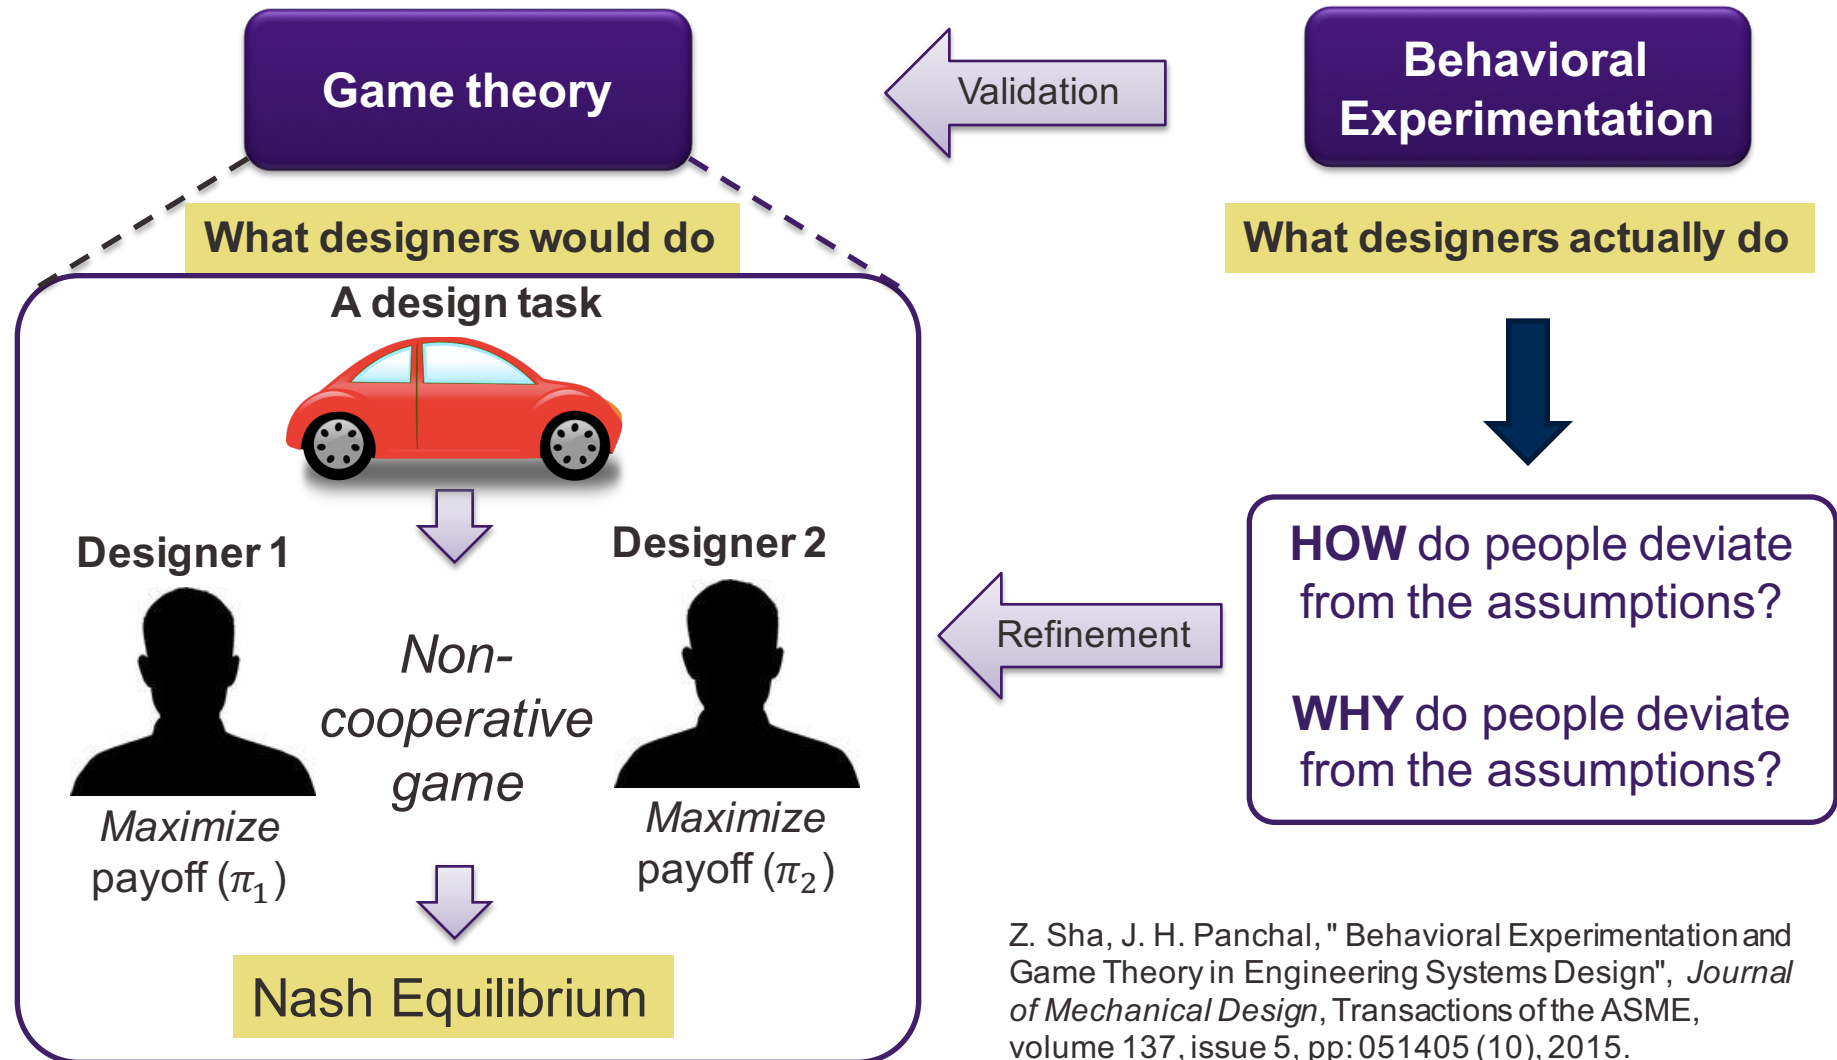 Game theory
Validation
Behavioral
Experimentation
What designers would do
What designers actually do
A design task
Designer 1
Designer 2
Non-
cooperative
game
Maximize
payoff (π₁)
Maximize
payoff (π₂)
Nash Equilibrium
Refinement
HOW do people deviate
from the assumptions?
WHY do people deviate
from the assumptions?
Z. Sha, J. H. Panchal, " Behavioral Experimentation and
Game Theory in Engineering Systems Design", Journal
of Mechanical Design, Transactions of the ASME,
volume 137, issue 5, pp: 051405 (10), 2015.